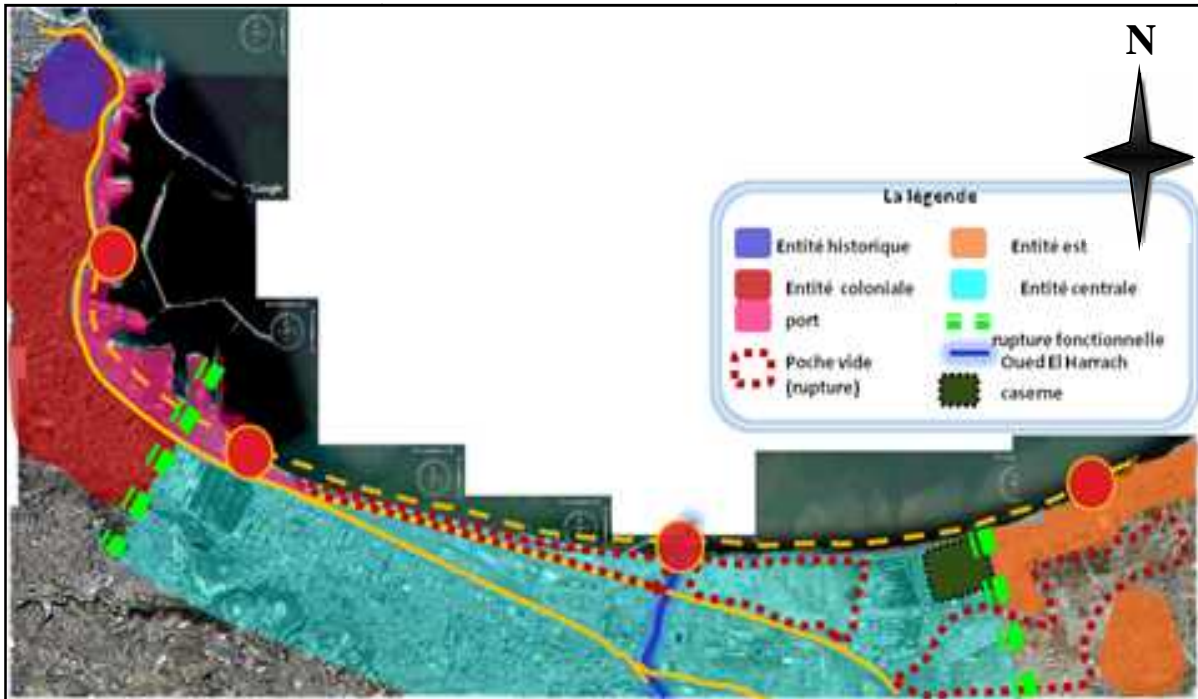 N
La légende
Entité historique
Entité est
Entité coloniale
Entité centrale
port
rupture fonctionnelle
Poche vide
(rupture)
Oued El Harrach
caserne
Google